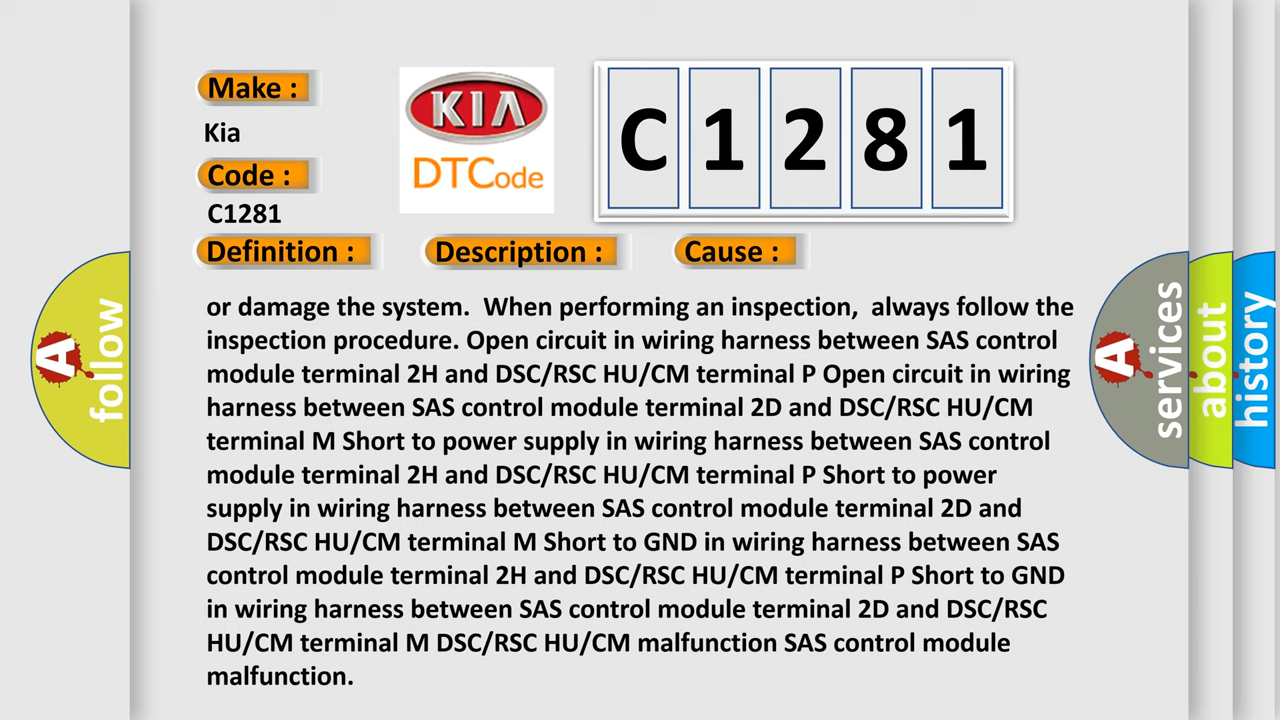 Make :
Kia
Code :
C1281
KIA
DTCode
C 1 2 8 1
Definition :
Description :
Cause :
or damage the system. When performing an inspection, always follow the
inspection procedure. Open circuit in wiring harness between SAS control
module terminal 2H and DSC/RSC HU/CM terminal P Open circuit in wiring
harness between SAS control module terminal 2D and DSC/RSC HU/CM
terminal M Short to power supply in wiring harness between SAS control
module terminal 2H and DSC/RSC HU/CM terminal P Short to power
supply in wiring harness between SAS control module terminal 2D and
DSC/RSC HU/CM terminal M Short to GND in wiring harness between SAS
control module terminal 2H and DSC/RSC HU/CM terminal P Short to GND
in wiring harness between SAS control module terminal 2D and DSC/RSC
HU/CM terminal M DSC/RSC HU/CM malfunction SAS control module
malfunction.
A
follow
A
services
about
history